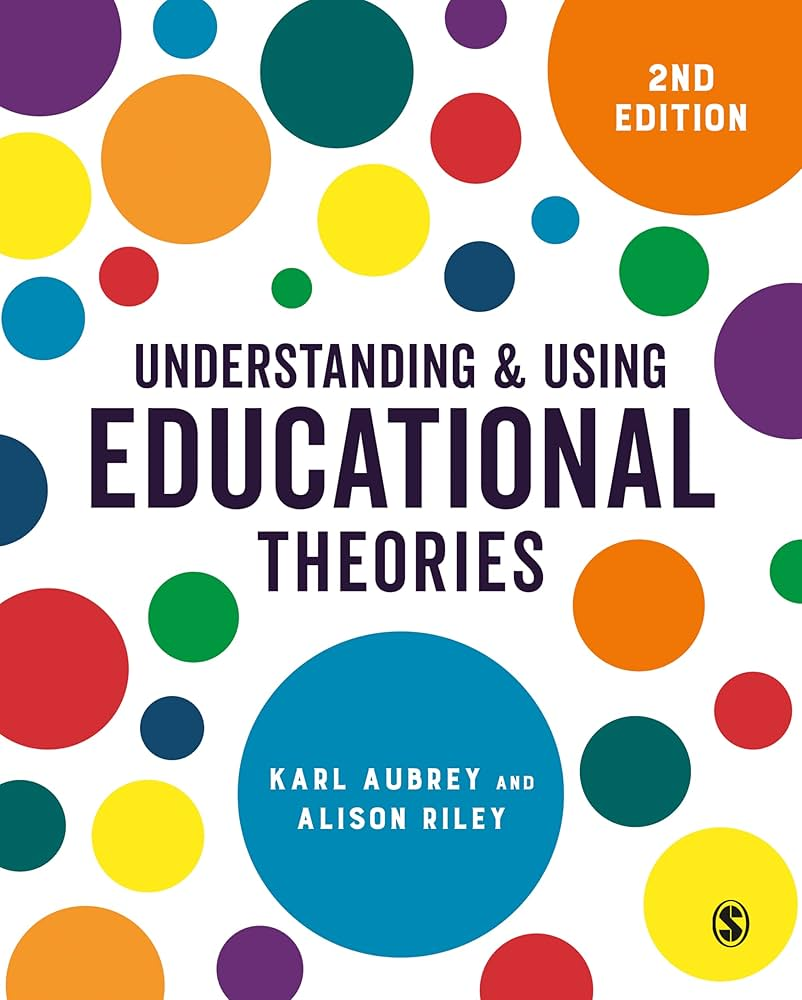 2ND
EDITION
UNDERSTANDING & USING
EDUCATIONAL
THEORIES
KARL AUBREY AND
ALISON RILEY
S